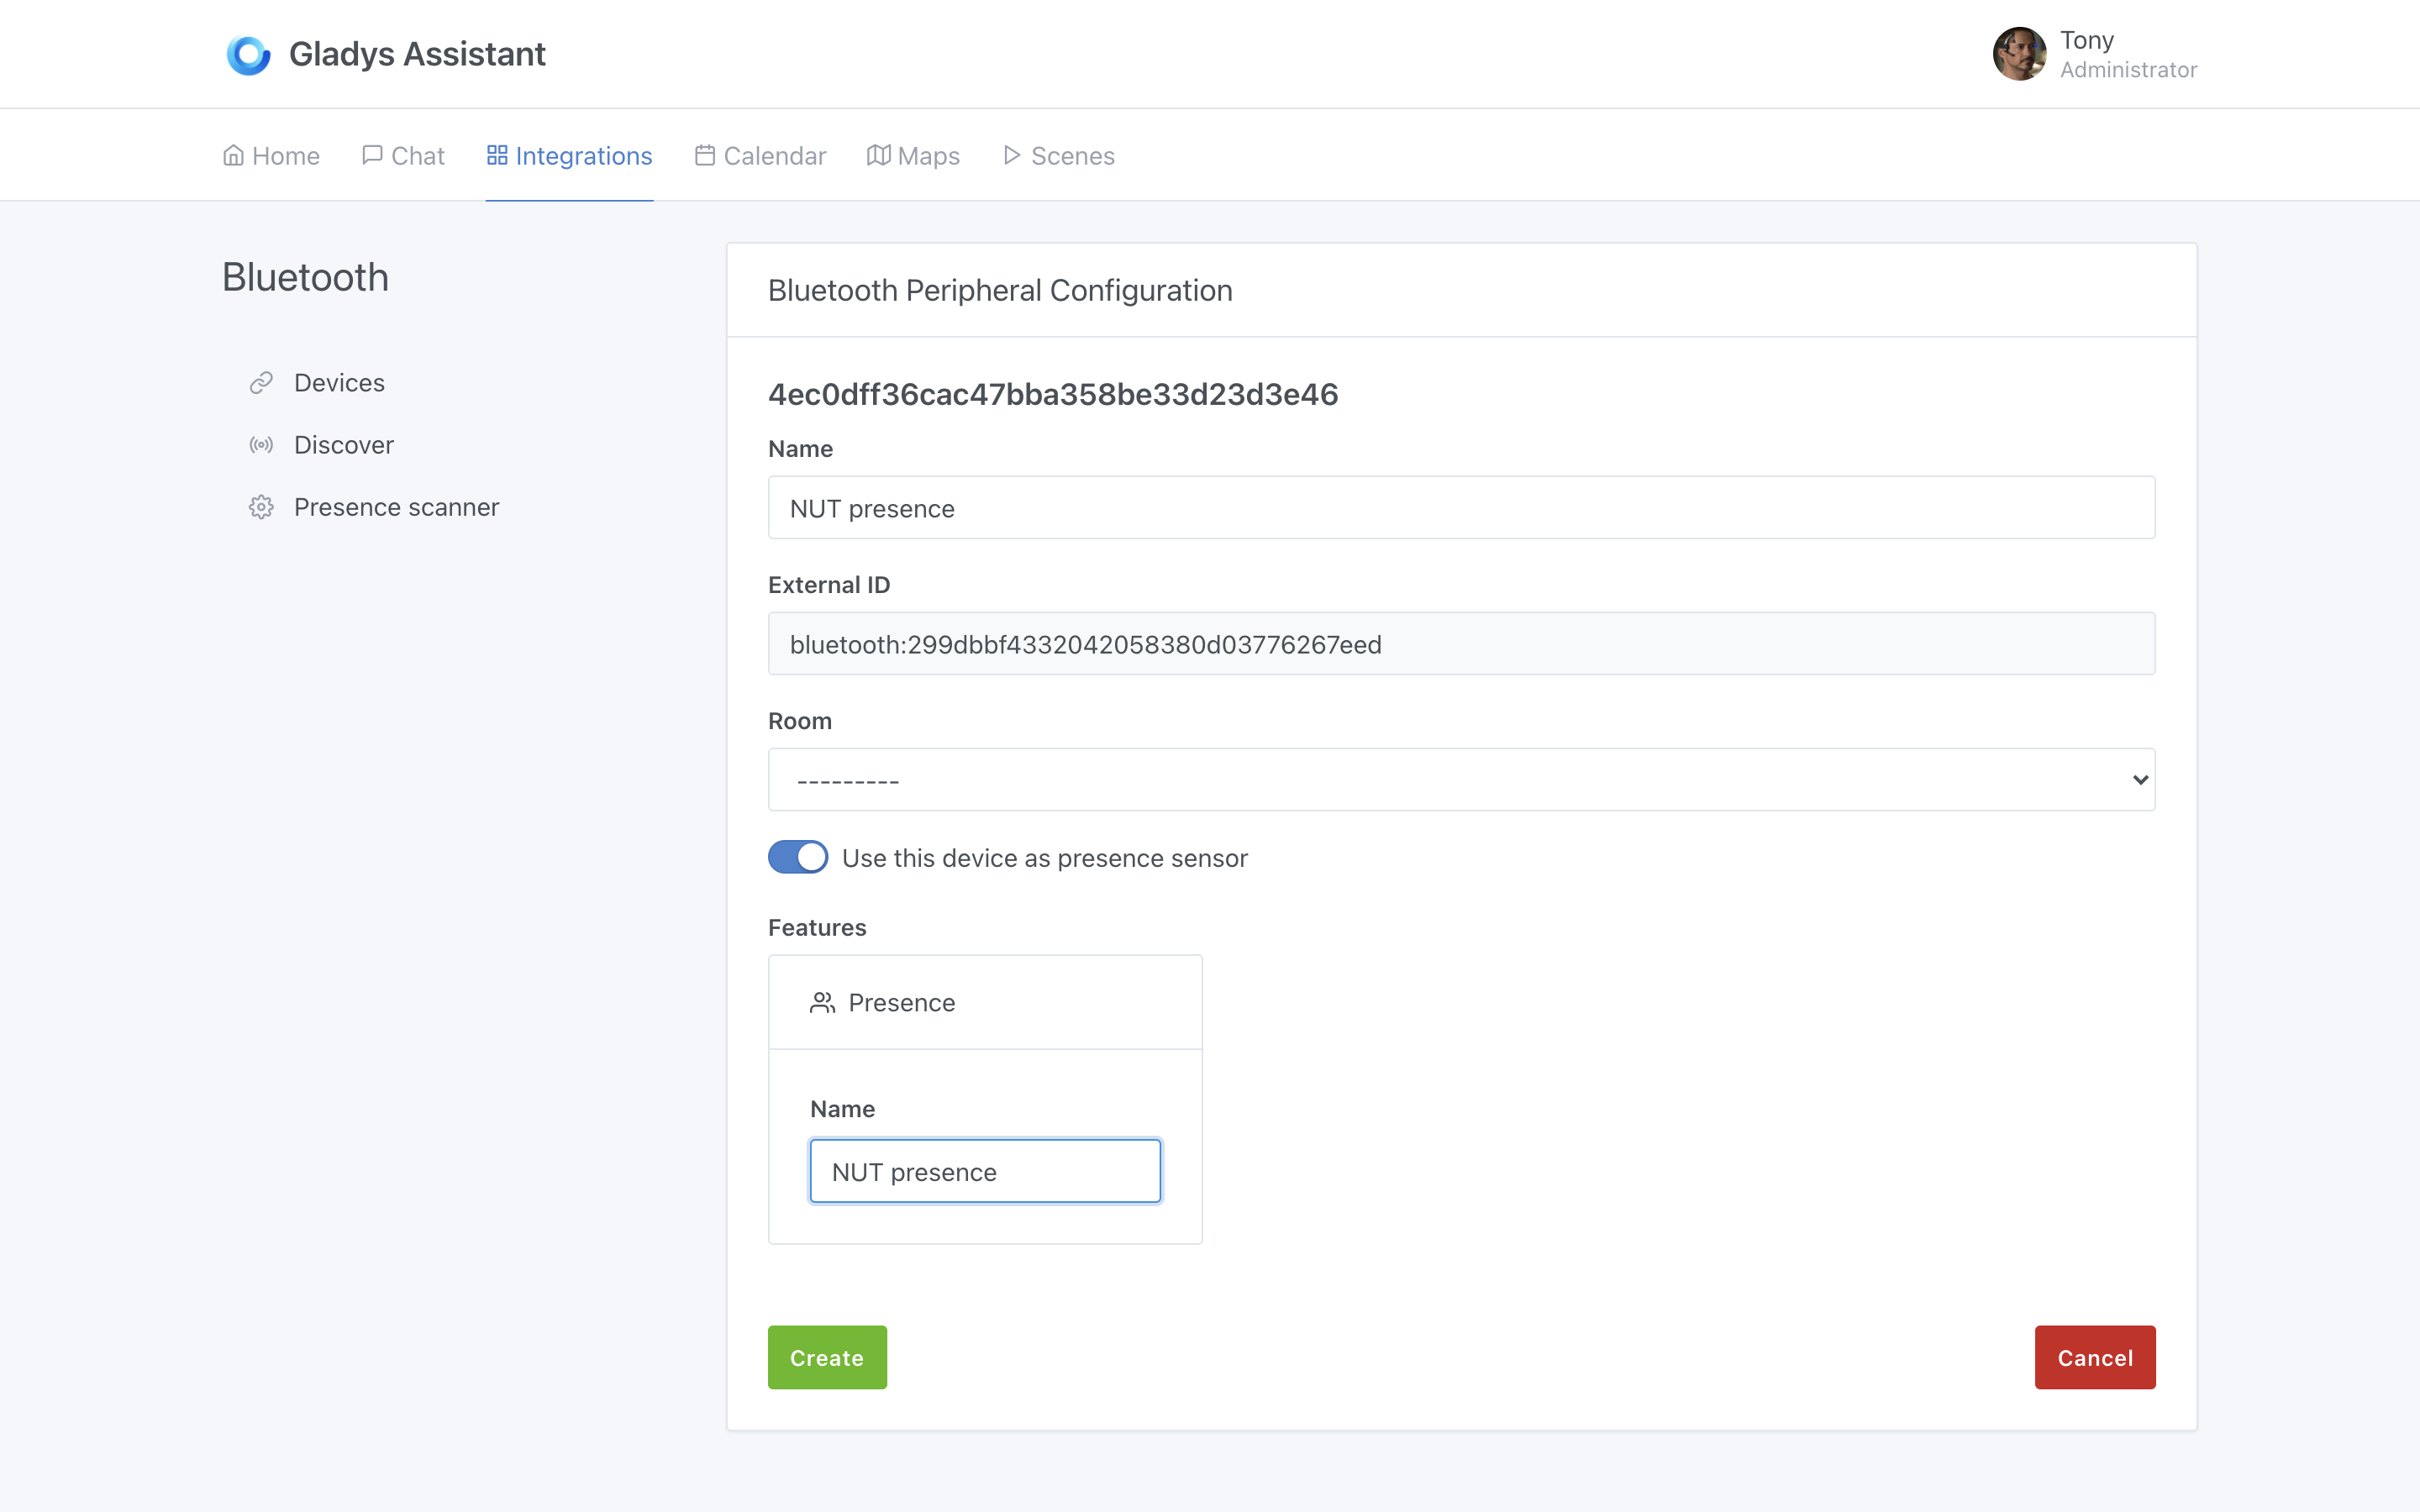 Gladys Assistant
Tony
Administrator
Home
Chat
Integrations
Calendar
Maps
Scenes
Bluetooth
Devices
Discover
Presence scanner
Bluetooth Peripheral Configuration
4ec0dff36cac47bba358be33d23d3e46
Name
NUT presence
External ID
bluetooth:299dbbf4332042058380d03776267eed
Room
---------
Use this device as presence sensor
Features
Presence
Name
NUT presence
Create
Cancel